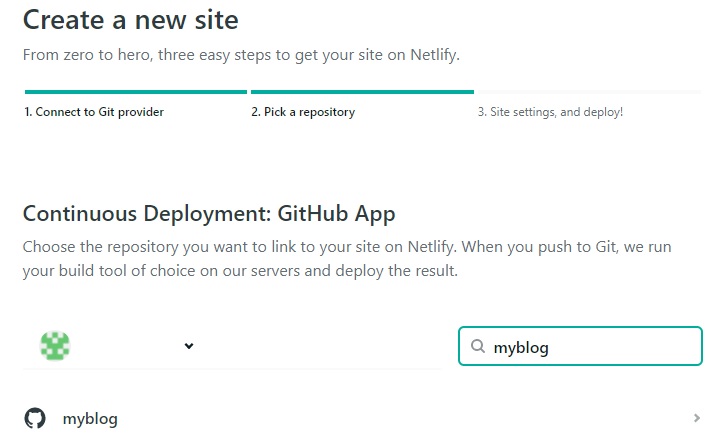 Create a new site
From zero to hero, three easy steps to get your site on Netlify.
1. Connect to Git provider
2. Pick a repository
3. Site settings, and deploy!
Continuous Deployment: GitHub App
Choose the repository you want to link to your site on Netlify. When you push to Git, we run
your build tool of choice on our servers and deploy the result.
myblog
myblog